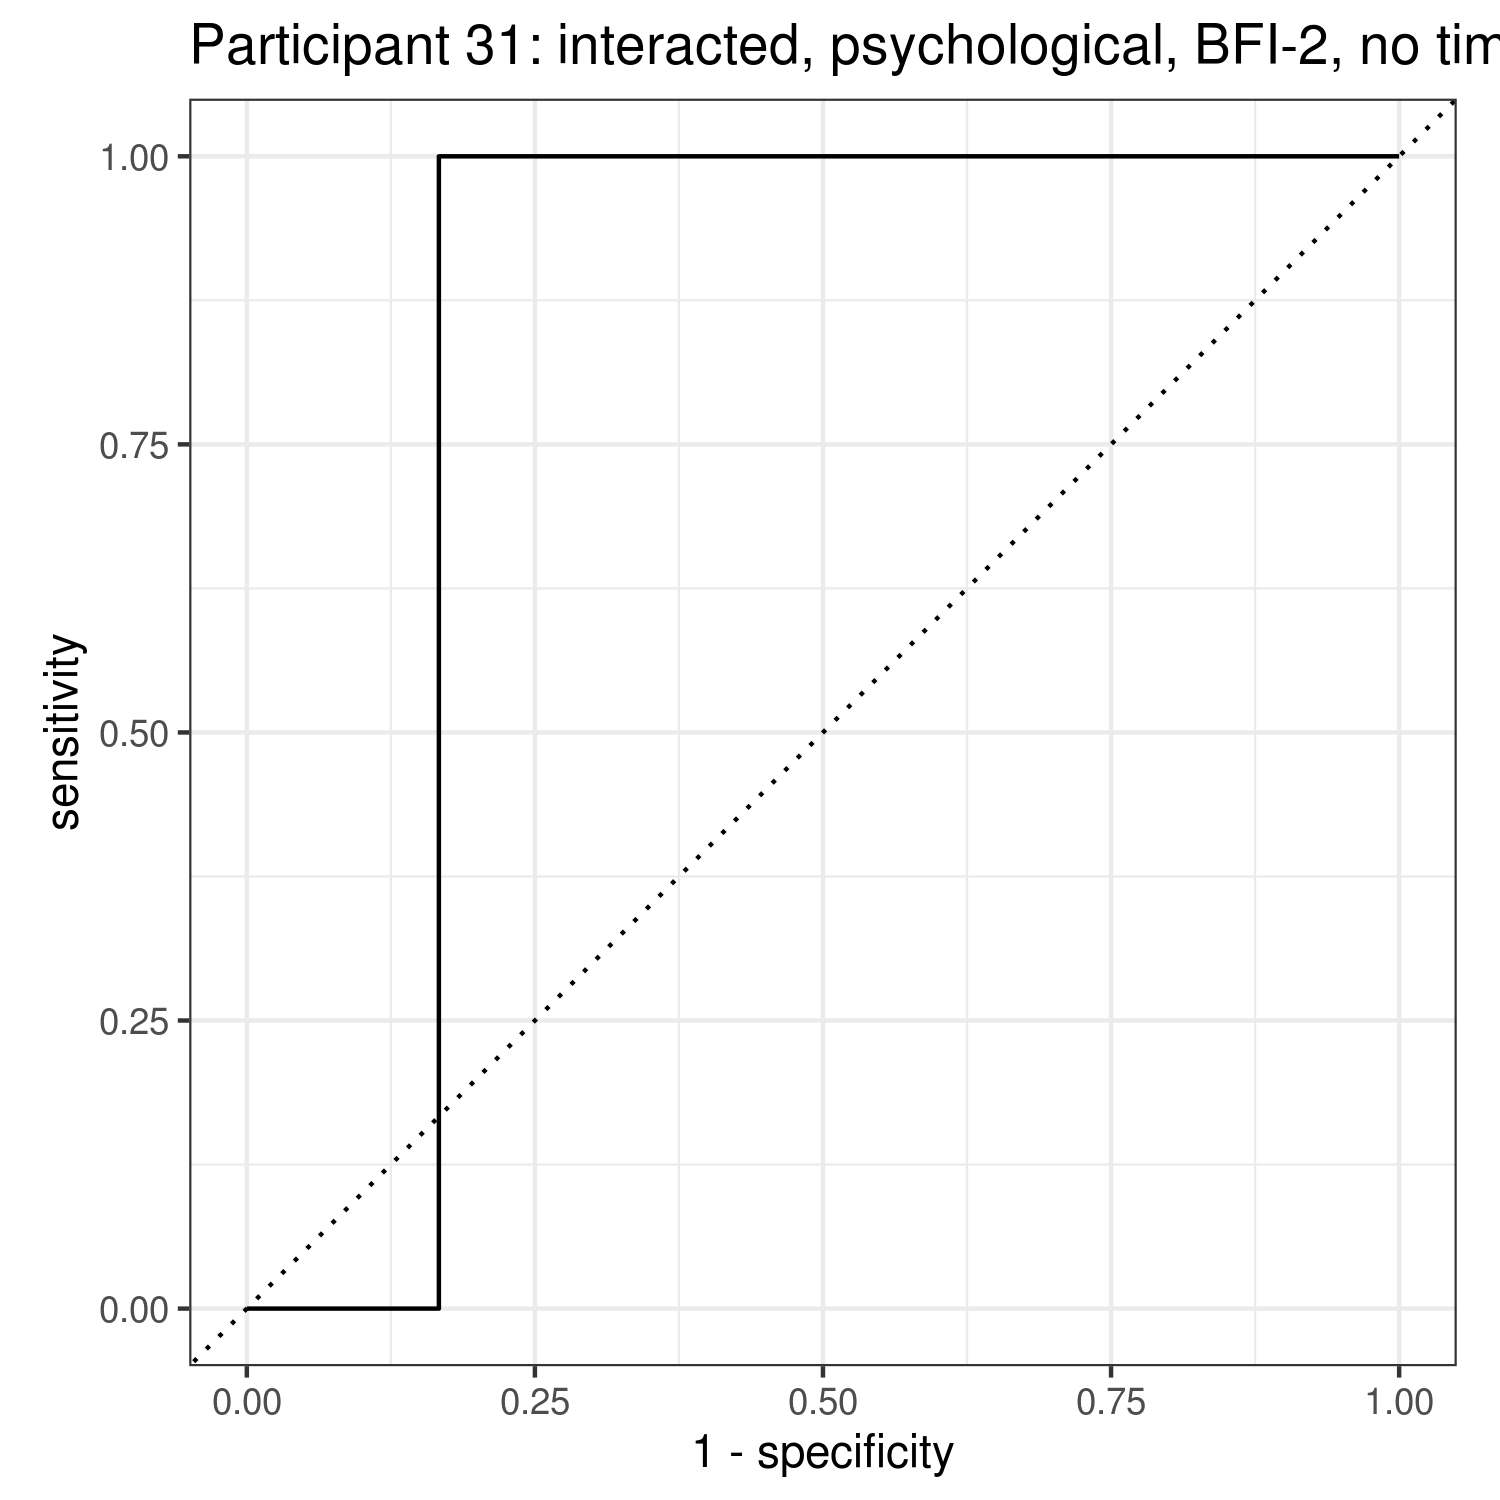 Participant 31: interacted, psychological, BFI-2, no tim
1.00
0.75
0.50
0.25
0.00
sensitivity
0.00 0.25 0.50 0.75 1.00
1 - specificity